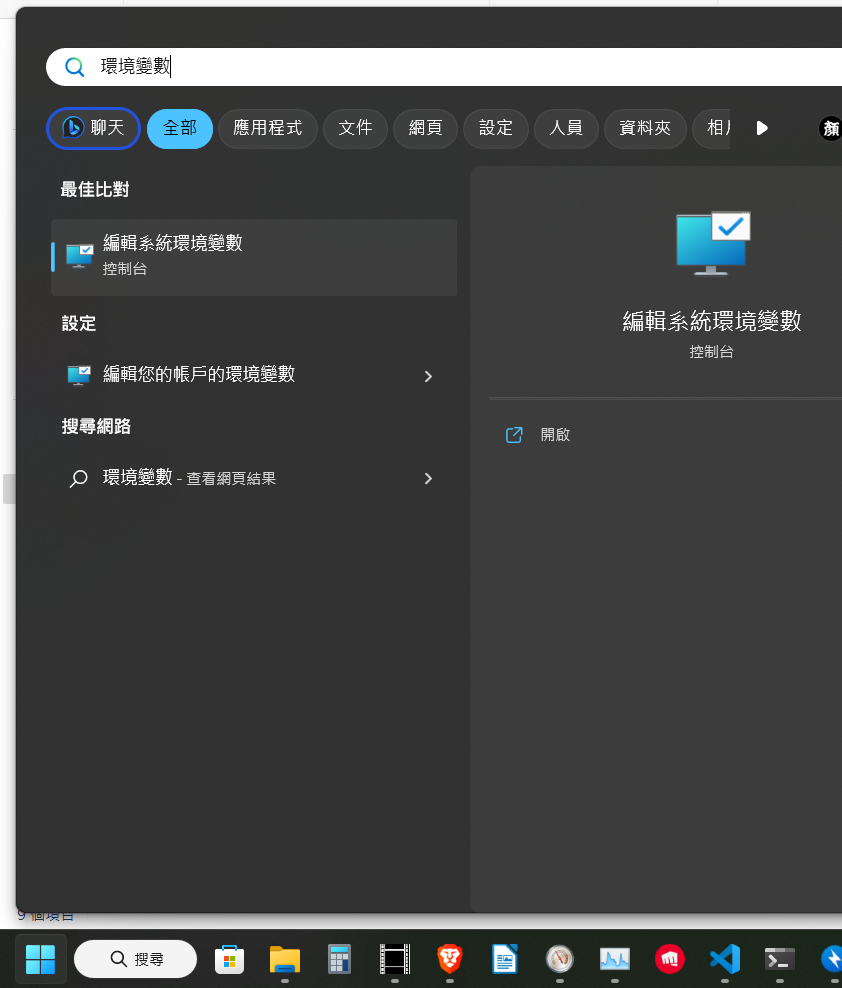 環境變數
聊天 全部 應用程式 文件 網頁 設定 人員 資料夾 顏
最佳比對
編輯系統環境變數
控制台
設定
編輯您的帳戶的環境變數
搜尋網路
環境變數 - 查看網頁結果
編輯系統環境變數
控制台
開啟
9 個項目
搜尋